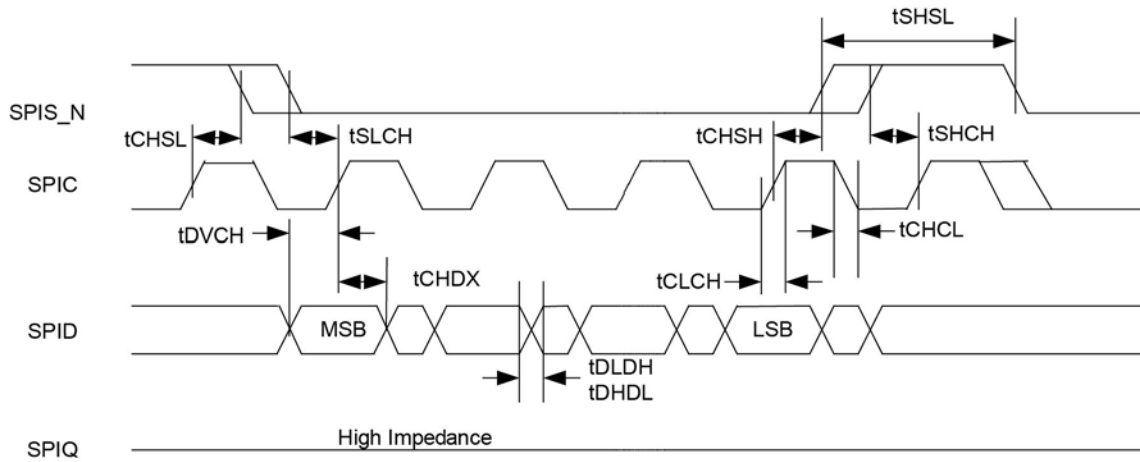 tSHSL
SPIS_N
tCHSL
tSLCH
tCHSH
tSHCH
SPIC
tDVCH
tCHCL
tCHDX
tCLCH
SPID
MSB
LSB
tDLDH
tDHDL
High Impedance
SPIQ